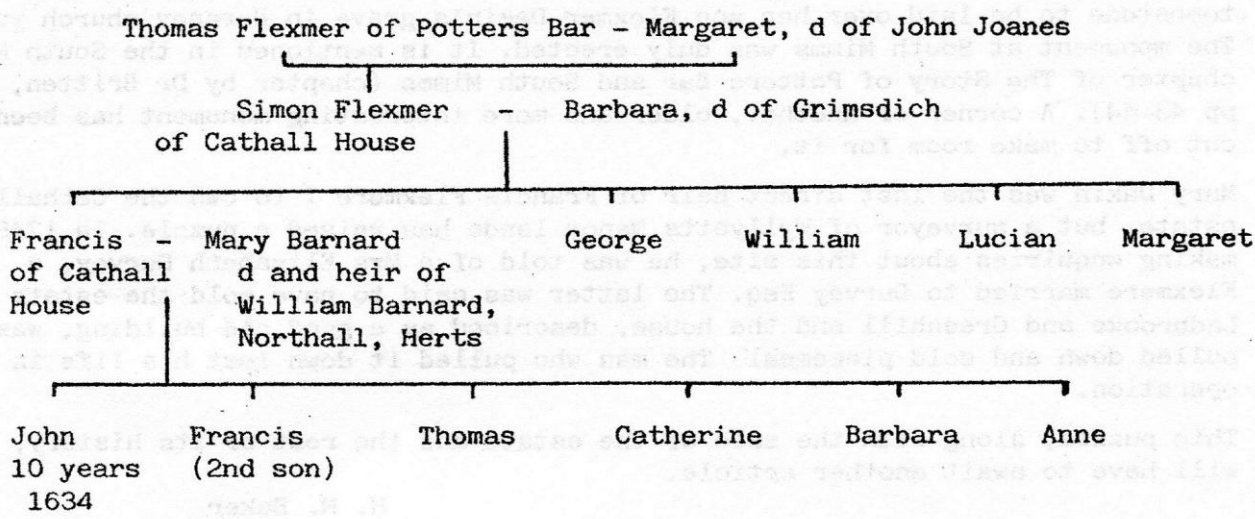 Thomas Flexmer of Potters Bar – Margaret, d of John Joanes
Simon Flexmer – Barbara, d of Grimsdich
of Cathall House
Francis – Mary Barnard George William Lucian Margaret
of Cathall d and heir of
House William Barnard,
Northall, Herts
John Francis Thomas Catherine Barbara Anne
10 years (2nd son)
1634